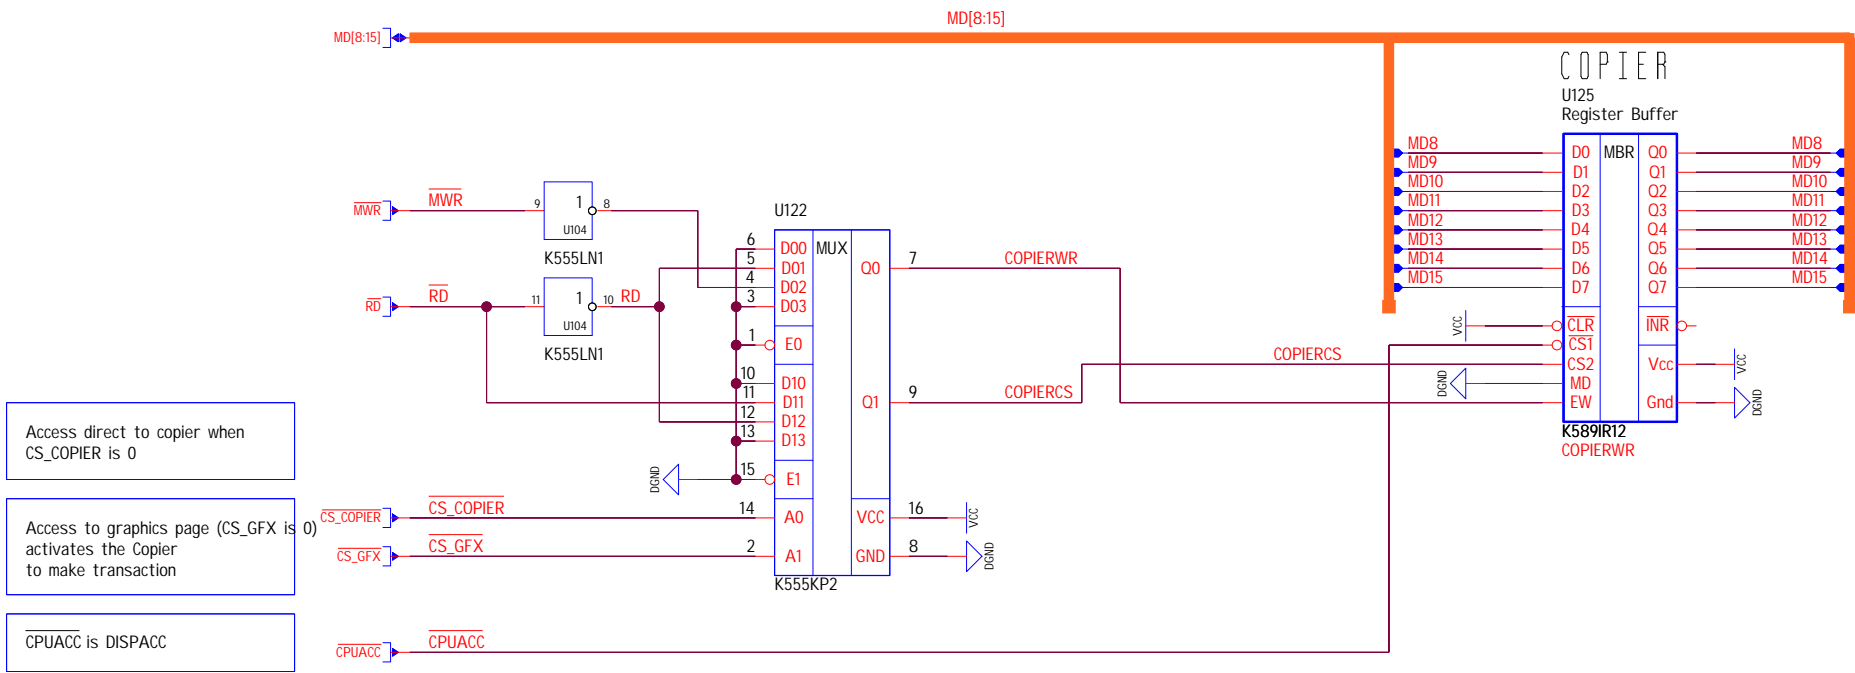 MD[8:15]
MD[8:15]
COPIER
U125
Register Buffer
MD8 D0 MBR Q0 MD8
MD9 D1 Q1 MD9
MD10 D2 Q2 MD10
MD11 D3 Q3 MD11
MD12 D4 Q4 MD12
MD13 D5 Q5 MD13
MD14 D6 Q6 MD14
MD15 D7 Q7 MD15
VCC CLR INR
CS1
CS2 Vcc VCC
DGND MD
EW Gnd DGND
K589IR12
COPIERWR
MWR MWR 9 1 8
U104
K555LN1
RD RD 11 1 10 RD
U104
K555LN1
U122
6 D00 MUX
5 D01 Q0 7 COPIERWR
4 D02
3 D03
1 E0
10 D10
11 D11 Q1 9 COPIERCS COPIERCS
12 D12
13 D13
DGND 15 E1
CS_COPIER CS_COPIER 14 A0 VCC 16 VCC
CS_GFX CS_GFX 2 A1 GND 8 DGND
K555KP2
CPUACC CPUACC
Access direct to copier when
CS_COPIER is 0
Access to graphics page (CS_GFX is 0)
activates the Copier
to make transaction
CPUACC is DISPACC